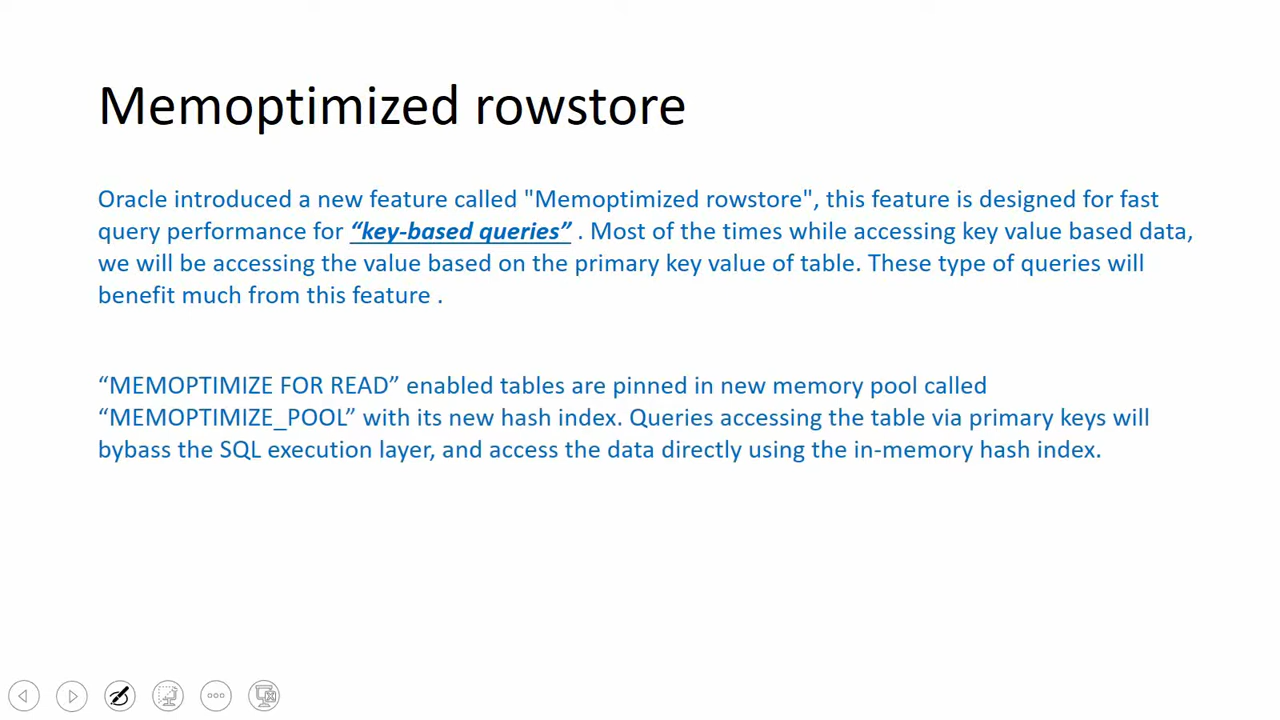 Memoptimized rowstore
Oracle introduced a new feature called "Memoptimized rowstore", this feature is designed for fast
query performance for “key-based queries” . Most of the times while accessing key value based data,
we will be accessing the value based on the primary key value of table. These type of queries will
benefit much from this feature .
“MEMOPTIMIZE FOR READ” enabled tables are pinned in new memory pool called
“MEMOPTIMIZE_POOL” with its new hash index. Queries accessing the table via primary keys will
bybass the SQL execution layer, and access the data directly using the in-memory hash index.